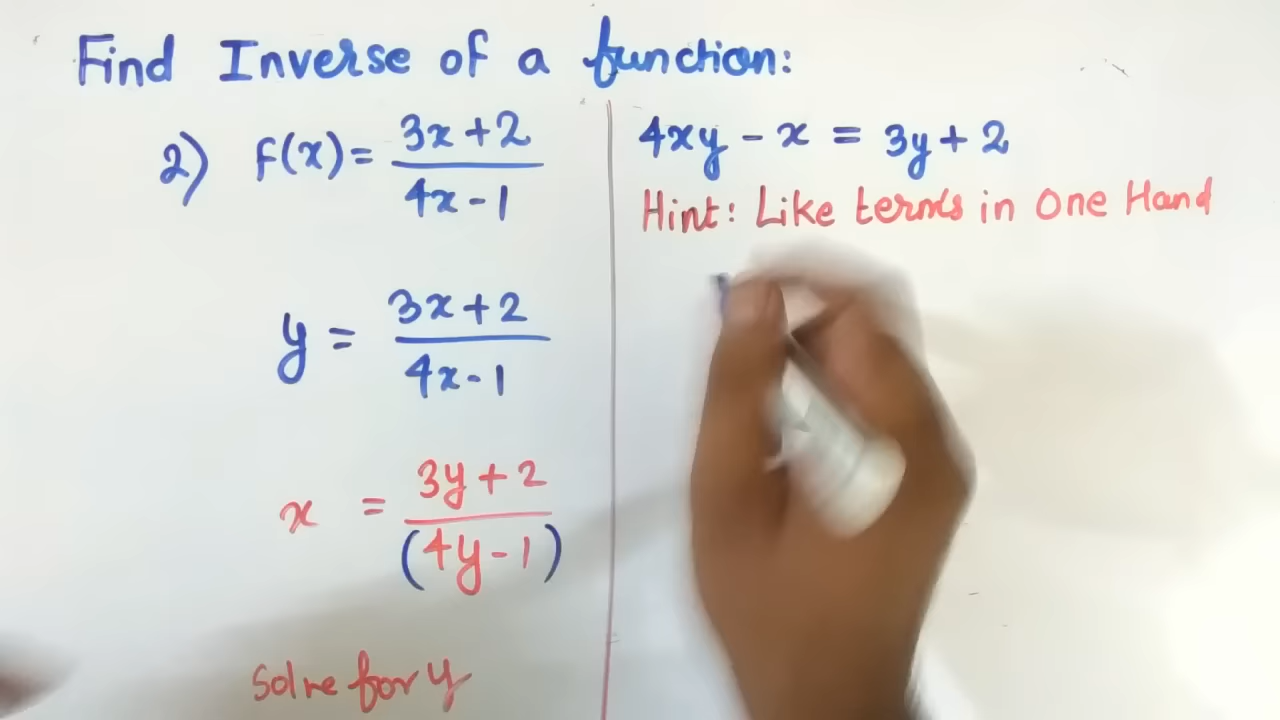 Find Inverse of a function:
2) f(x) = 3x+2
4x-1
y = 3x+2
4x-1
x = 3y+2
(4y-1)
Solve for y
4xy - x = 3y+2
Hint: Like terms in One Hand